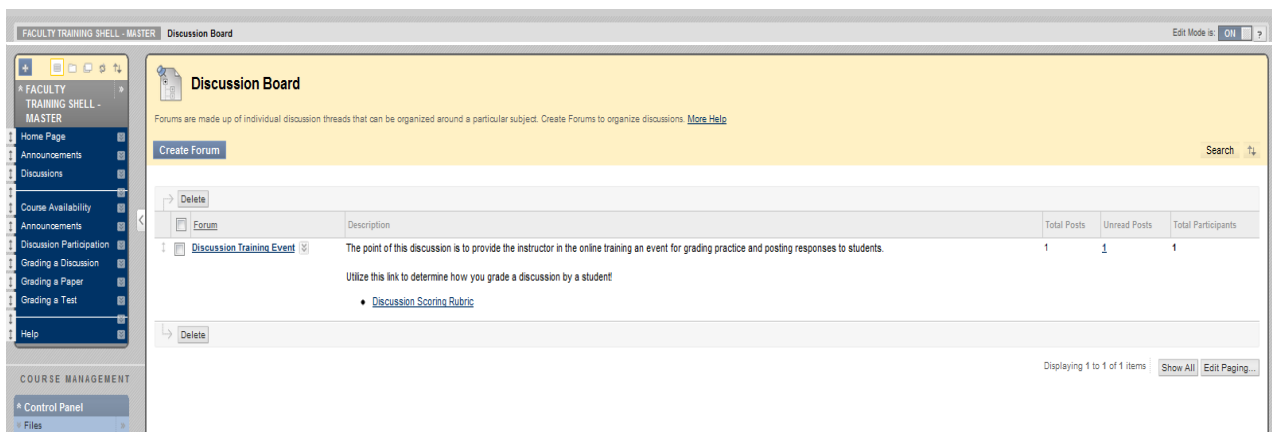 FACULTY TRAINING SHELL - MASTER Discussion Board Edit Mode is: ON ?
FACULTY
TRAINING SHELL -
MASTER
Home Page
Announcements
Discussions
Course Availability
Announcements
Discussion Participation
Grading a Discussion
Grading a Paper
Grading a Test
Help
COURSE MANAGEMENT
Control Panel
Files
Discussion Board
Forums are made up of individual discussion threads that can be organized around a particular subject. Create Forums to organize discussions. More Help
Create Forum Search
Delete
Forum Description Total Posts Unread Posts Total Participants
Discussion Training Event The point of this discussion is to provide the instructor in the online training an event for grading practice and posting responses to students. 1 1 1
Utilize this link to determine how you grade a discussion by a student!
• Discussion Scoring Rubric
Delete
Displaying 1 to 1 of 1 items Show All Edit Paging...